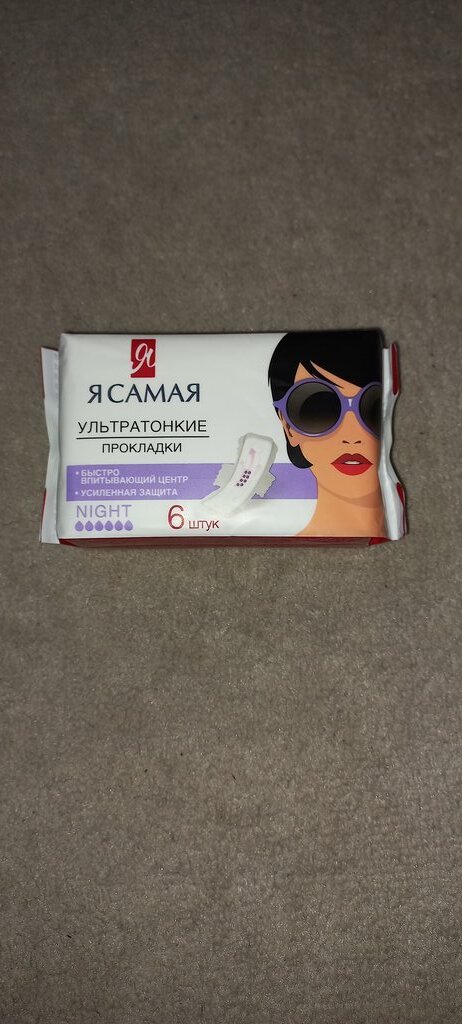 Я
Я САМАЯ
УЛЬТРАТОНКИЕ
ПРОКЛАДКИ
• БЫСТРО
ВПИТЫВАЮЩИЙ ЦЕНТР
• УСИЛЕННАЯ ЗАЩИТА
NIGHT
6 штук